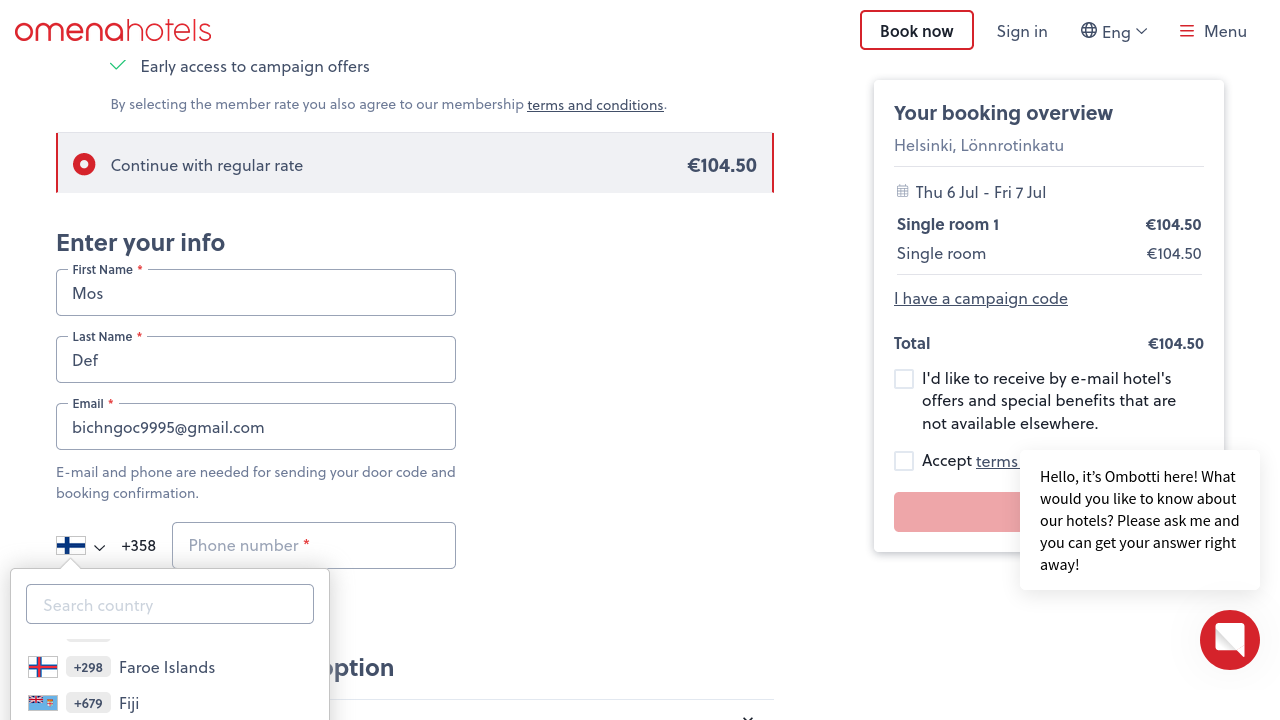 omenahotels
Book now
Sign in
Eng
Menu
Early access to campaign offers
By selecting the member rate you also agree to our membership terms and conditions.
Continue with regular rate
€104.50
Enter your info
First Name *
Mos
Last Name *
Def
Email *
bichngoc9995@gmail.com
E-mail and phone are needed for sending your door code and
booking confirmation.
+358
Phone number *
Search country
+298 Faroe Islands
+679 Fiji
option
Your booking overview
Helsinki, Lönnrotinkatu
Thu 6 Jul - Fri 7 Jul
Single room 1 €104.50
Single room €104.50
I have a campaign code
Total €104.50
I'd like to receive by e-mail hotel's
offers and special benefits that are
not available elsewhere.
Accept terms
Hello, it’s Ombotti here! What
would you like to know about
our hotels? Please ask me and
you can get your answer right
away!